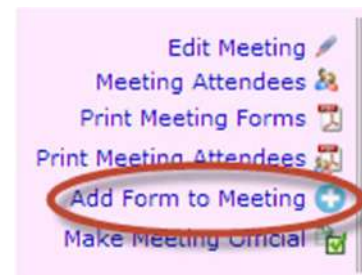 Edit Meeting
Meeting Attendees
Print Meeting Forms
Print Meeting Attendees
Add Form to Meeting
Make Meeting Official